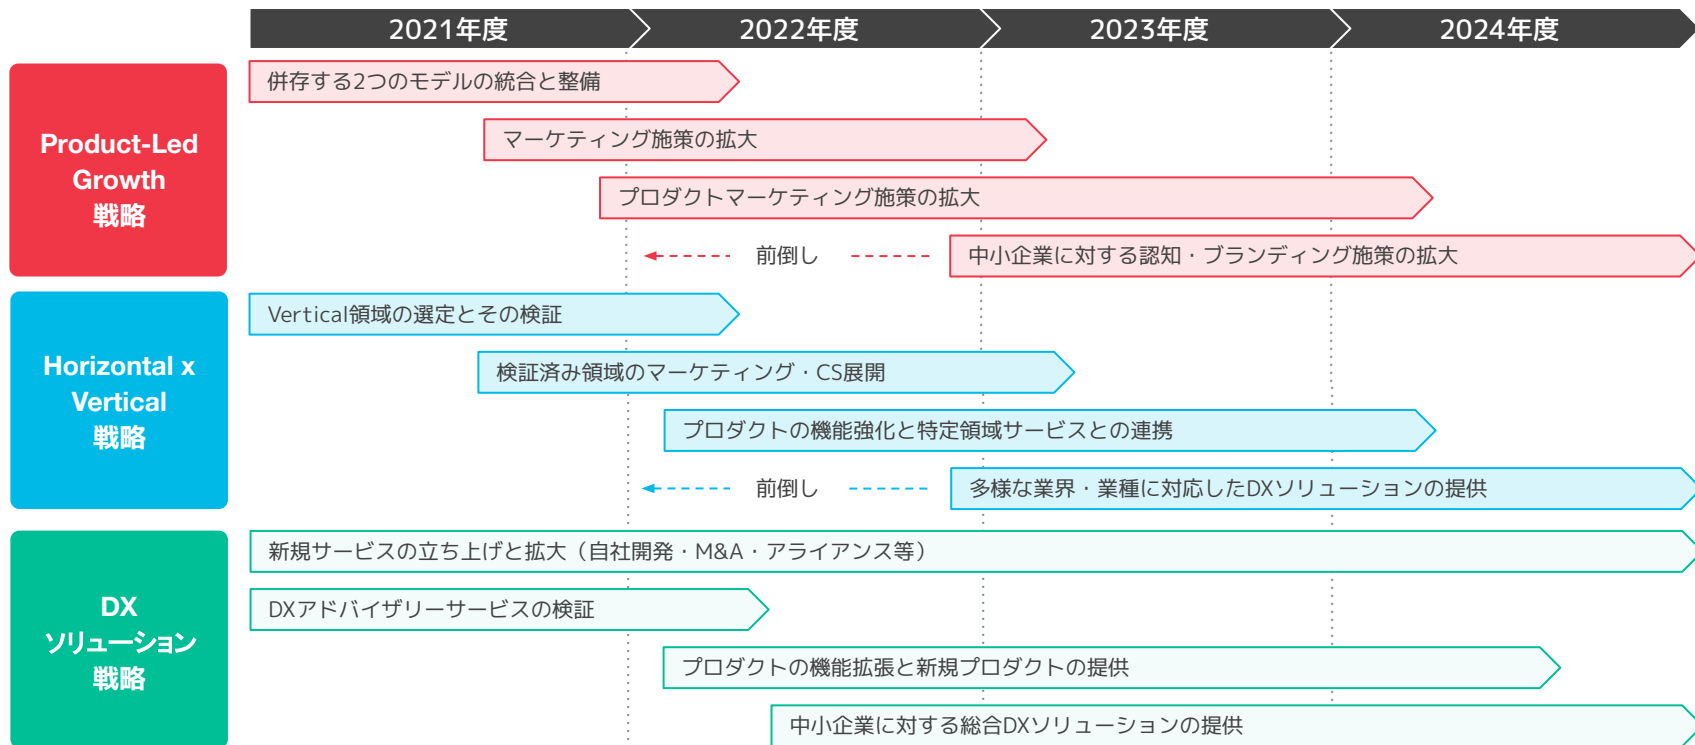 2021年度
2022年度
2023年度
2024年度
Product-Led
Growth
戦略
併存する2つのモデルの統合と整備
マーケティング施策の拡大
プロダクトマーケティング施策の拡大
前倒し
中小企業に対する認知・ブランディング施策の拡大
Horizontal x
Vertical
戦略
Vertical領域の選定とその検証
検証済み領域のマーケティング・CS展開
プロダクトの機能強化と特定領域サービスとの連携
前倒し
多様な業界・業種に対応したDXソリューションの提供
DX
ソリューション
戦略
新規サービスの立ち上げと拡大（自社開発・M&A・アライアンス等）
DXアドバイザリーサービスの検証
プロダクトの機能拡張と新規プロダクトの提供
中小企業に対する総合DXソリューションの提供